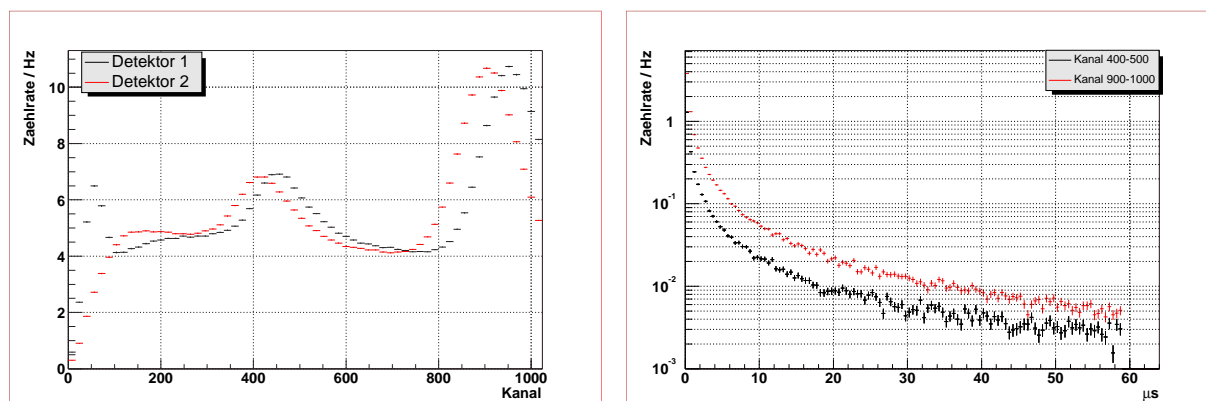 Zaehlrate / Hz
Detektor 1
Detektor 2
10
8
6
4
2
0
0 200 400 600 800 1000
Kanal
Zaehlrate / Hz
Kanal 400-500
Kanal 900-1000
1
10-1
10-2
10-3
0 10 20 30 40 50 60
μs